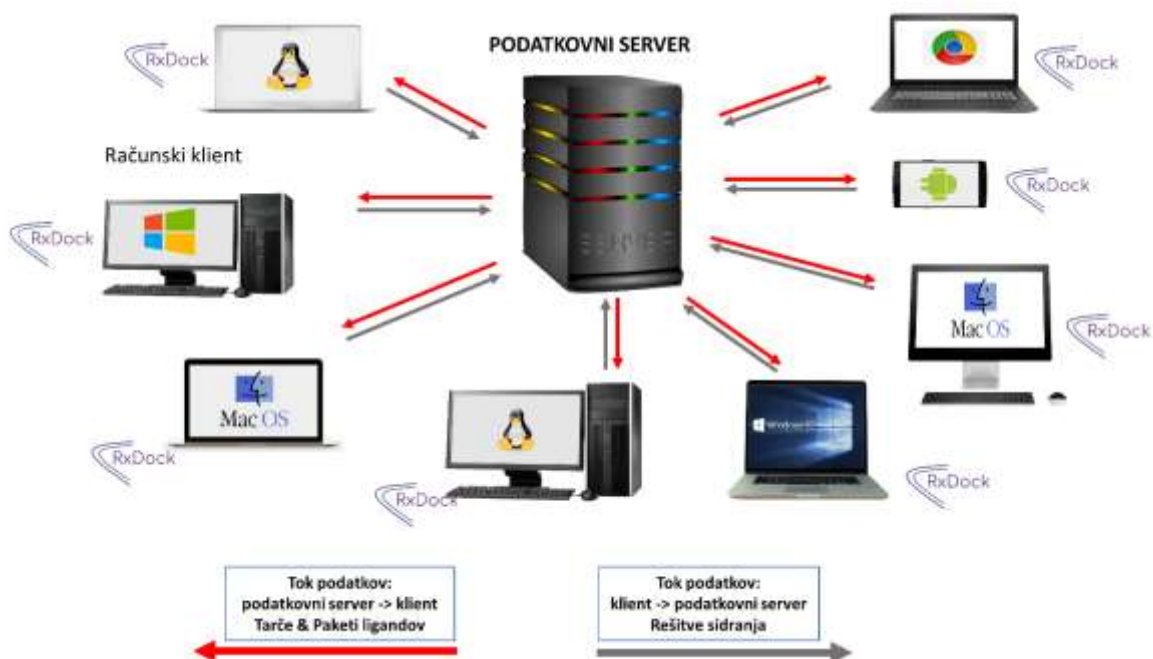 RxDock
PODATKOVNI SERVER
RxDock
Računski klient
RxDock
RxDock
Mac OS
RxDock
Mac OS
RxDock
RxDock
RxDock
RxDock
Tok podatkov:
podatkovni server -> klient
Tarče & Paketi ligandov
Tok podatkov:
klient -> podatkovni server
Rešitve sidranja